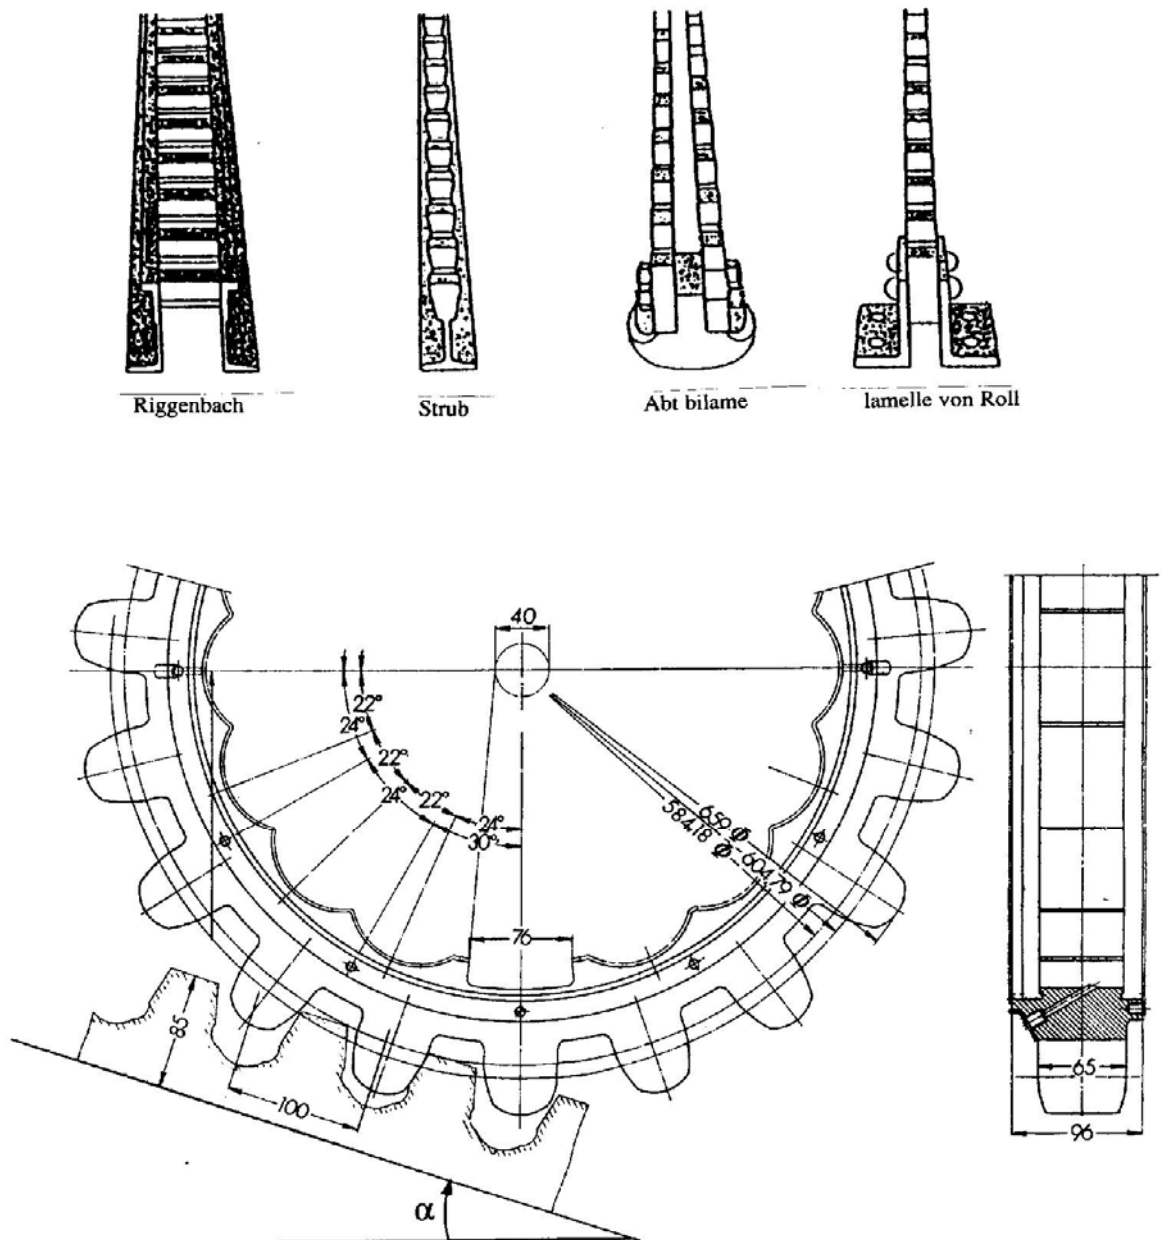 Riggenbach
Strub
Abt bilame
lamelle von Roll
40
22°
24°
22°
24°
22°
24°
30°
659 Φ
604.79 Φ
584.18 Φ
76
85
100
α
65
96